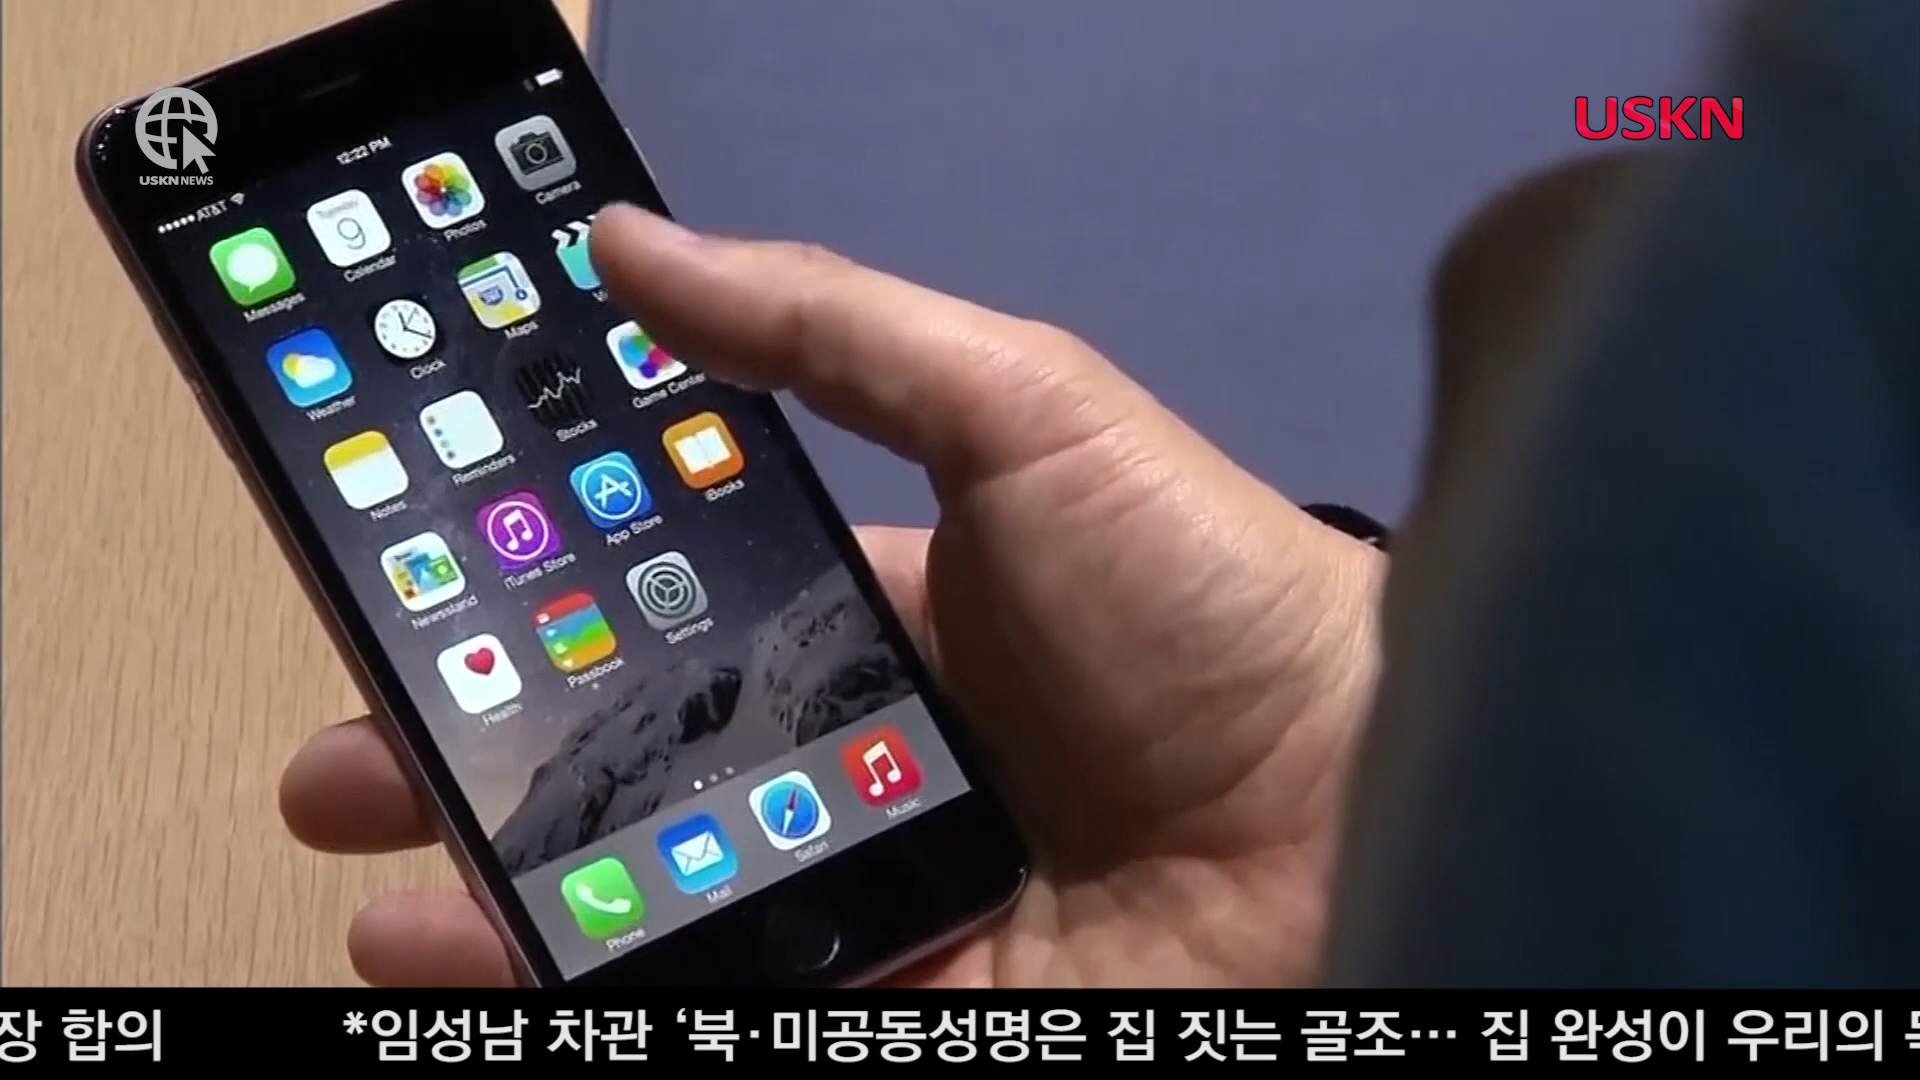 USKN NEWS
USKN
AT&T
12:22 PM
Messages
Tuesday
9
Calendar
Photos
Camera
Weather
Clock
Maps
Notes
Reminders
Stocks
Game Center
Newsstand
iTunes Store
App Store
iBooks
Health
Passbook
Settings
Phone
Mail
Safari
Music
장 합의 *임성남 차관 ‘북·미공동성명은 집 짓는 골조… 집 완성이 우리의